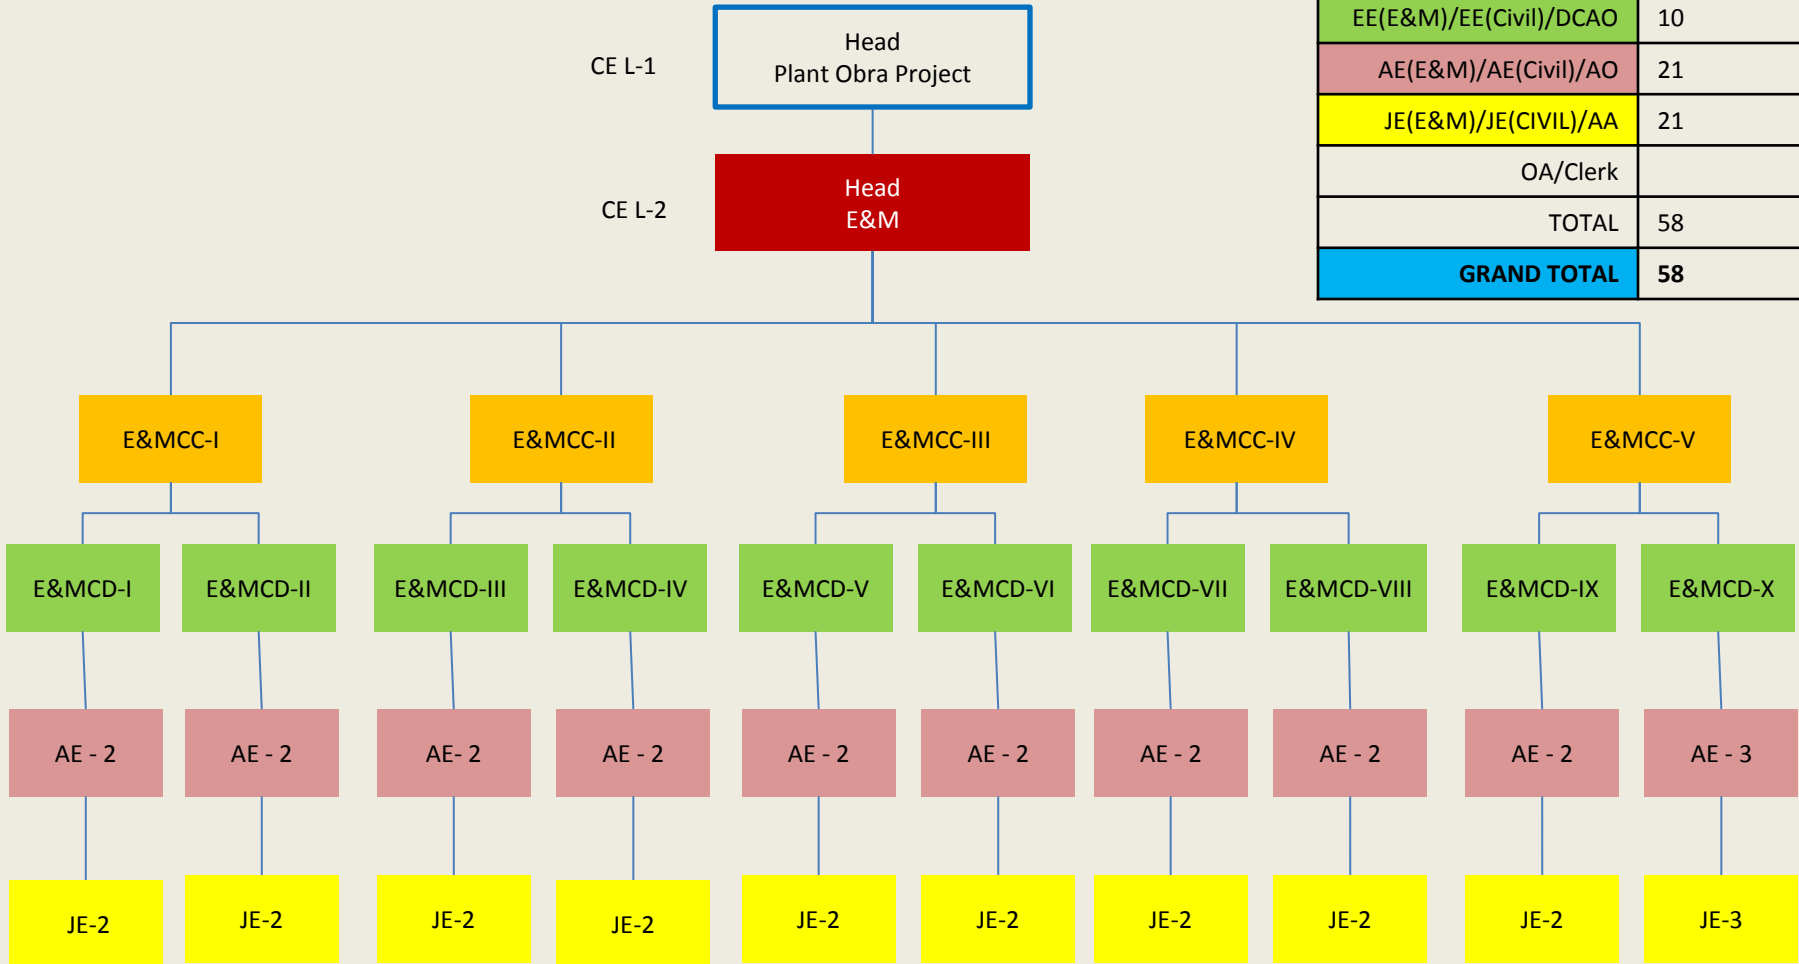 Head
Plant Obra Project
CE L-1
EE(E&M)/EE(Civil)/DCAO 10
AE(E&M)/AE(Civil)/AO 21
JE(E&M)/JE(CIVIL)/AA 21
OA/Clerk
TOTAL 58
GRAND TOTAL 58
Head
E&M
CE L-2
E&MCC-I
E&MCC-II
E&MCC-III
E&MCC-IV
E&MCC-V
E&MCD-I
E&MCD-II
E&MCD-III
E&MCD-IV
E&MCD-V
E&MCD-VI
E&MCD-VII
E&MCD-VIII
E&MCD-IX
E&MCD-X
AE - 2
AE - 2
AE- 2
AE - 2
AE - 2
AE - 2
AE - 2
AE - 2
AE - 2
AE - 3
JE-2
JE-2
JE-2
JE-2
JE-2
JE-2
JE-2
JE-2
JE-2
JE-3